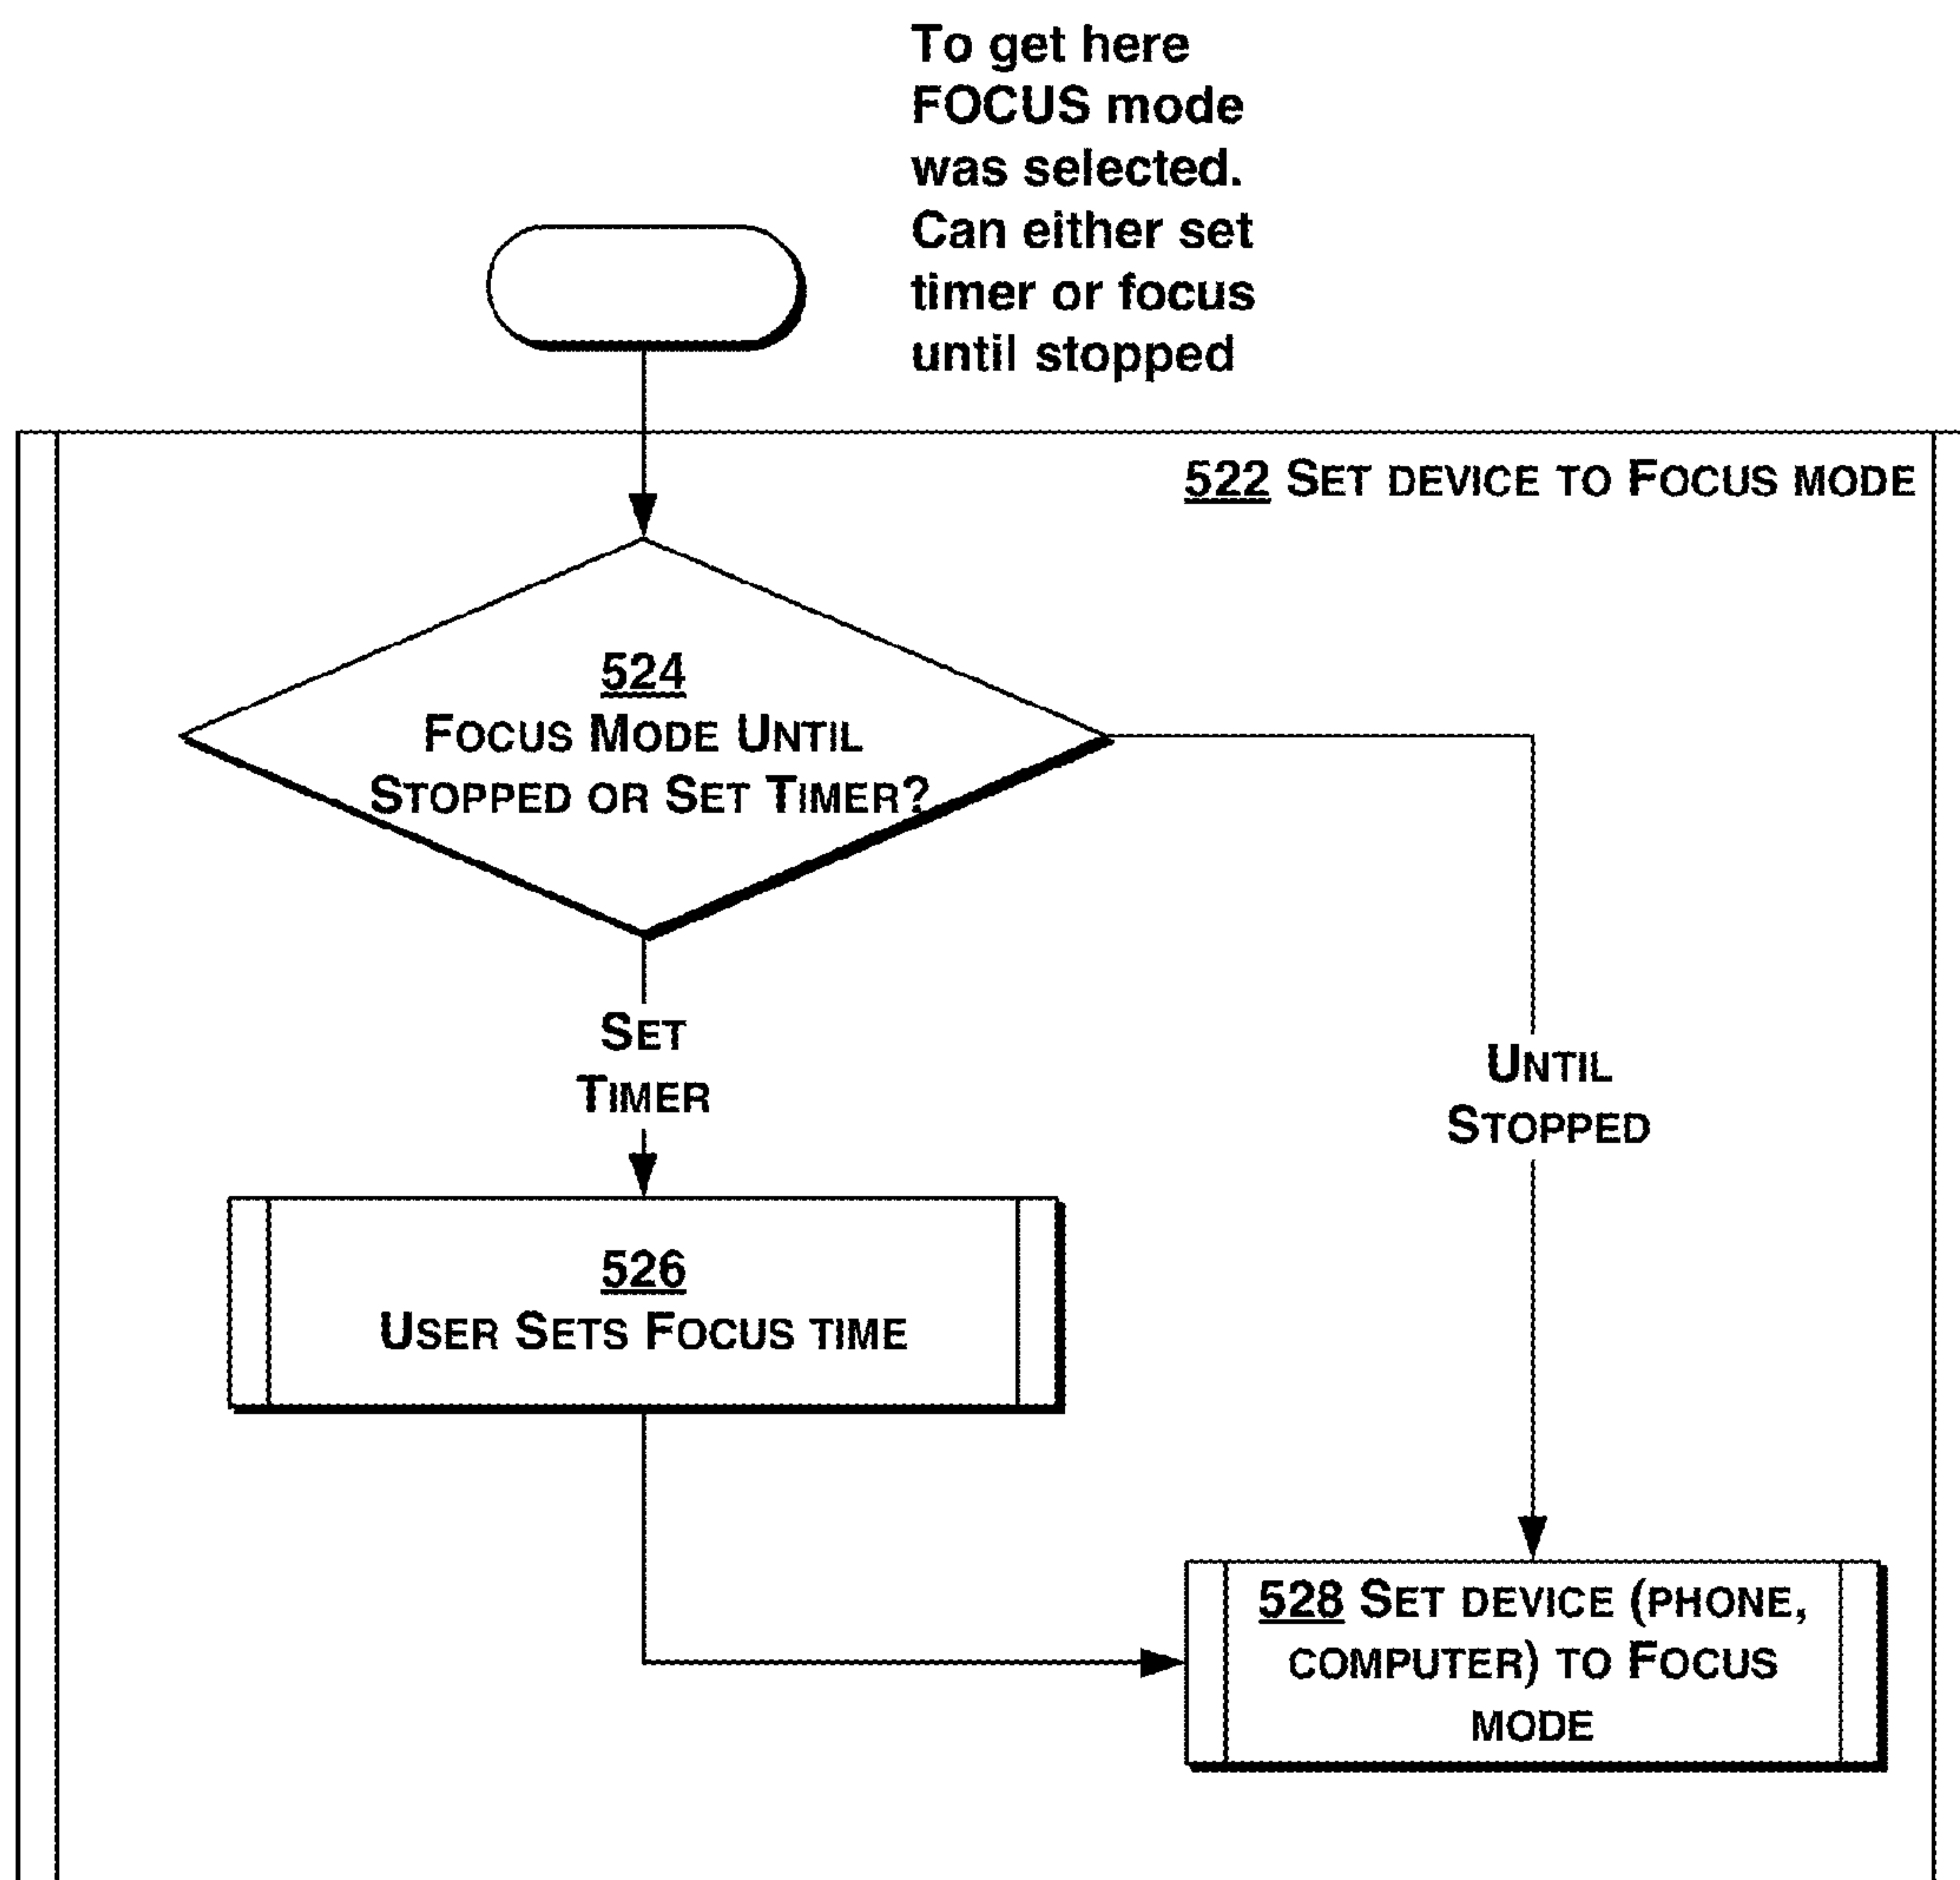 To get here
FOCUS mode
was selected.
Can either set
timer or focus
until stopped
522 SET DEVICE TO FOCUS MODE
524
FOCUS MODE UNTIL
STOPPED OR SET TIMER?
SET
TIMER
UNTIL
STOPPED
526
USER SETS FOCUS TIME
528 SET DEVICE (PHONE,
COMPUTER) TO FOCUS
MODE